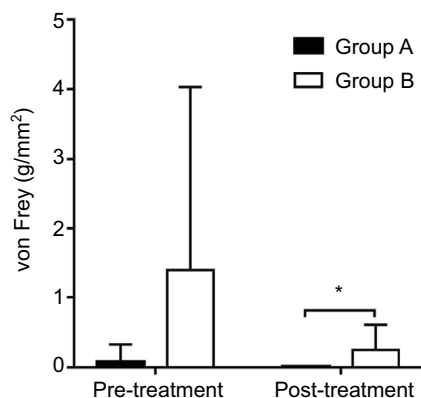 5
Group A
Group B
4
von Frey (g/mm²)
3
2
1
*
0
Pre-treatment Post-treatment